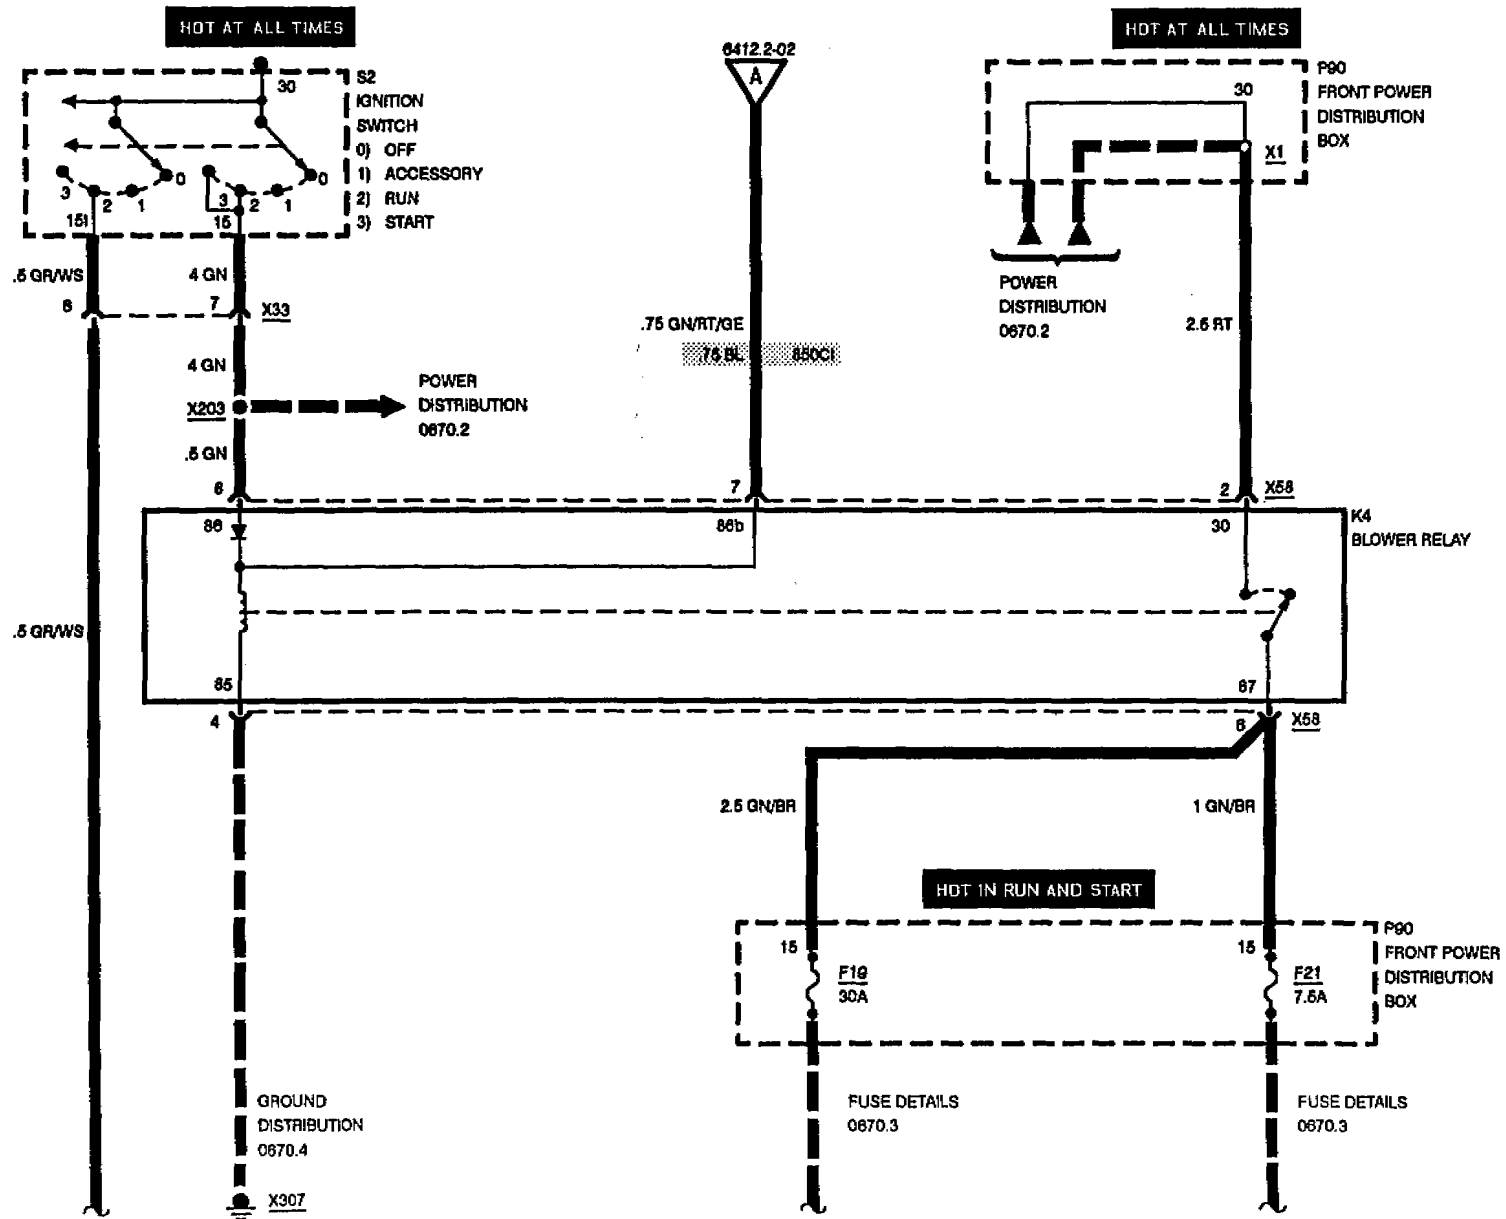 HOT AT ALL TIMES
6412.2-02
A
HOT AT ALL TIMES
30
S2
IGNITION
SWITCH
0) OFF
1) ACCESSORY
2) RUN
3) START
3
2
1
0
3
2
1
0
15I
15
30
X1
P90
FRONT POWER
DISTRIBUTION
BOX
.5 GR/WS
4 GN
6
7
X33
POWER
DISTRIBUTION
0670.2
.75 GN/RT/GE
.75 BL
850CI
2.5 RT
4 GN
X203
POWER
DISTRIBUTION
0670.2
.5 GN
6
7
2
X58
86
86b
30
K4
BLOWER RELAY
.5 GR/WS
85
87
4
6
X58
2.5 GN/BR
1 GN/BR
HOT IN RUN AND START
15
15
P90
FRONT POWER
DISTRIBUTION
BOX
F19
30A
F21
7.5A
GROUND
DISTRIBUTION
0670.4
FUSE DETAILS
0670.3
FUSE DETAILS
0670.3
X307